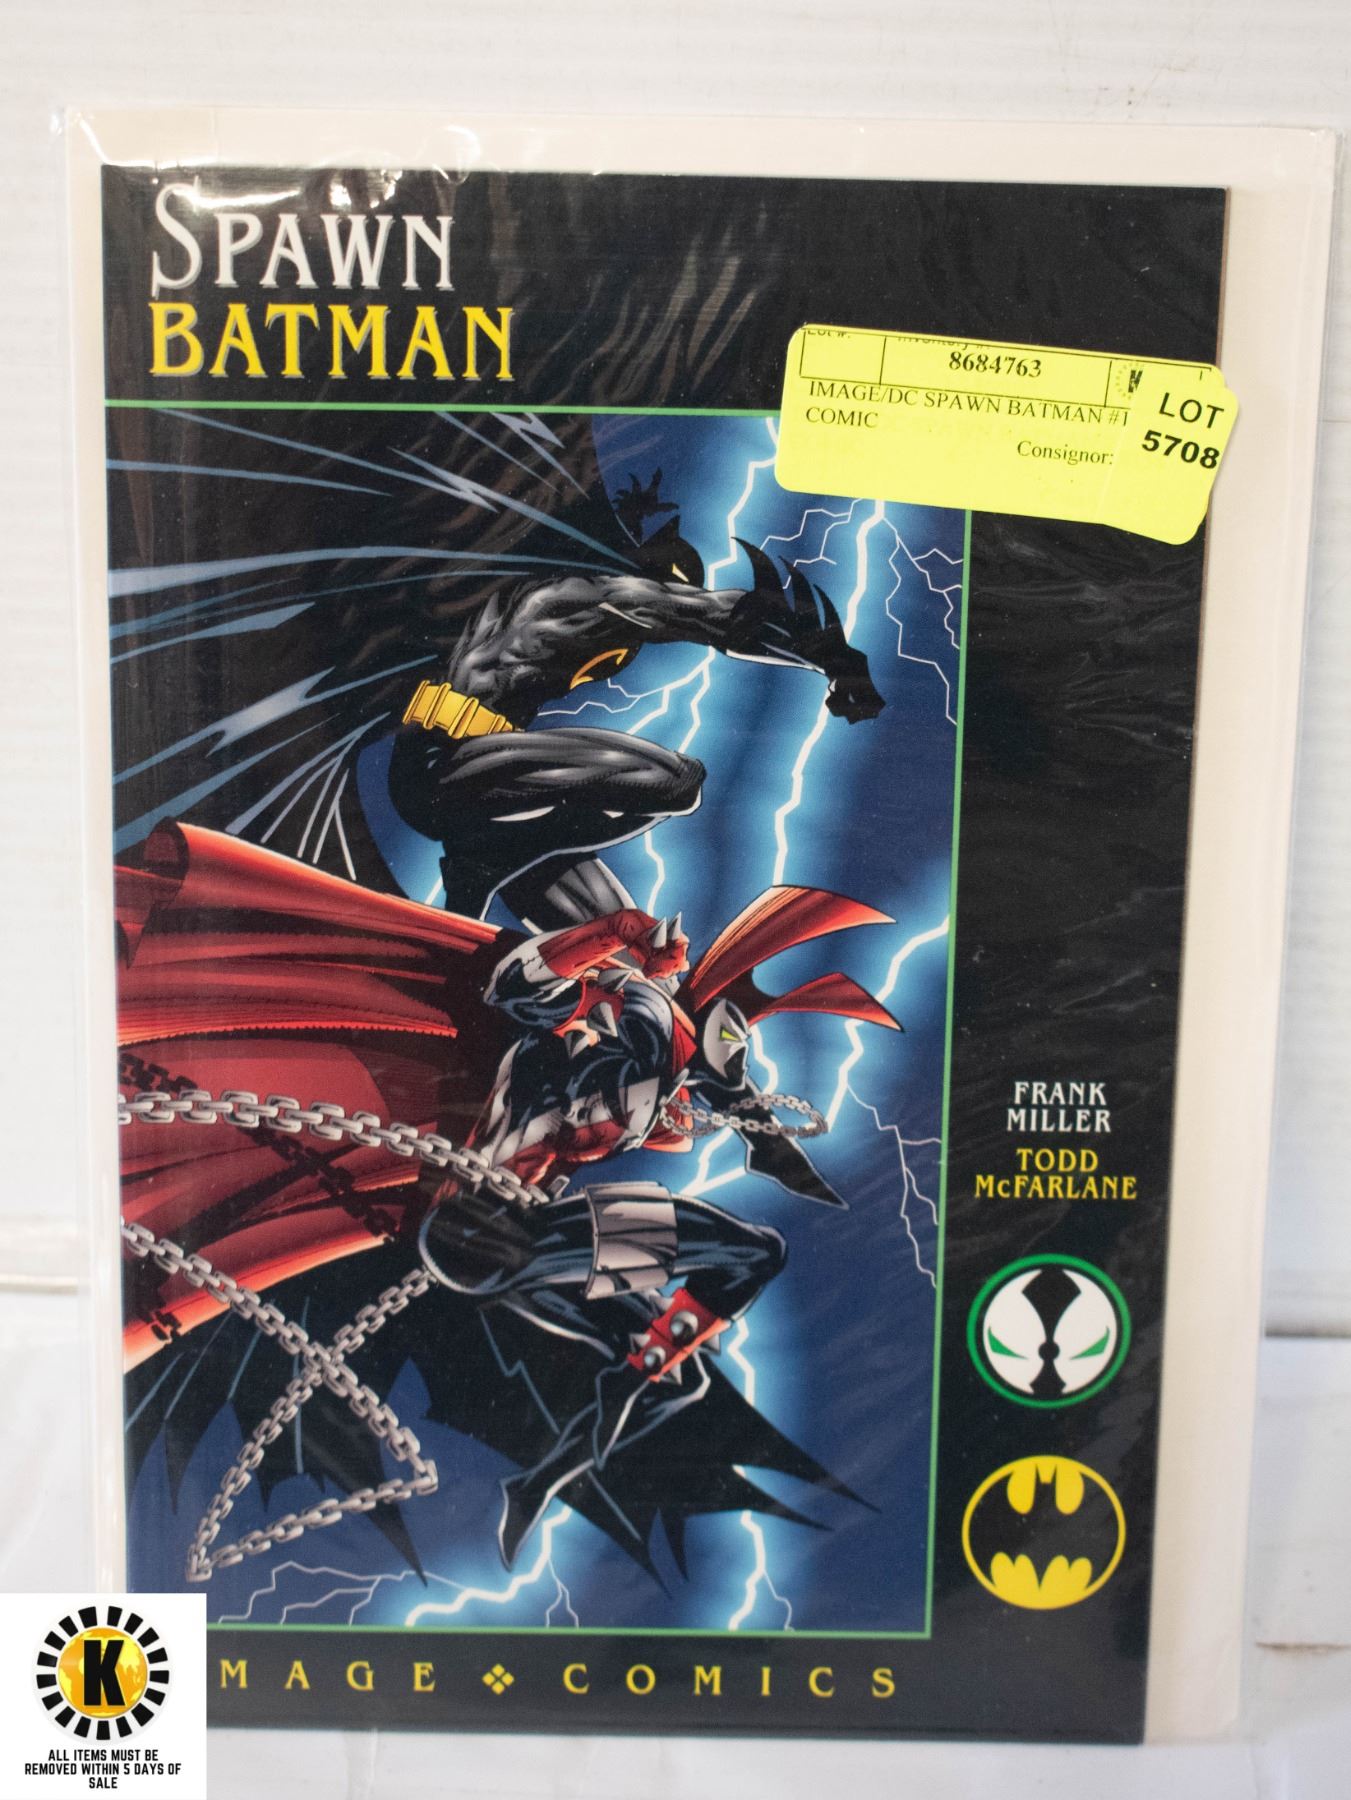 SPAWN
BATMAN
8684763
IMAGE/DC SPAWN BATMAN #1
COMIC
Consignor:
LOT
5708
FRANK
MILLER
TODD
McFARLANE
MAGE ❖ COMICS
K
ALL ITEMS MUST BE
REMOVED WITHIN 5 DAYS OF
SALE